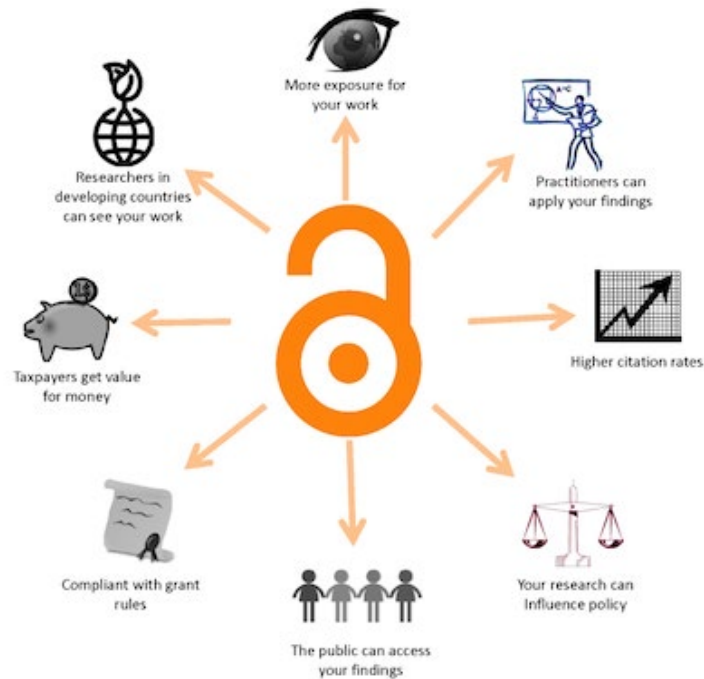 More exposure for
your work
Practitioners can
apply your findings
Higher citation rates
Your research can
Influence policy
The public can access
your findings
Compliant with grant
rules
Taxpayers get value
for money
Researchers in
developing countries
can see your work